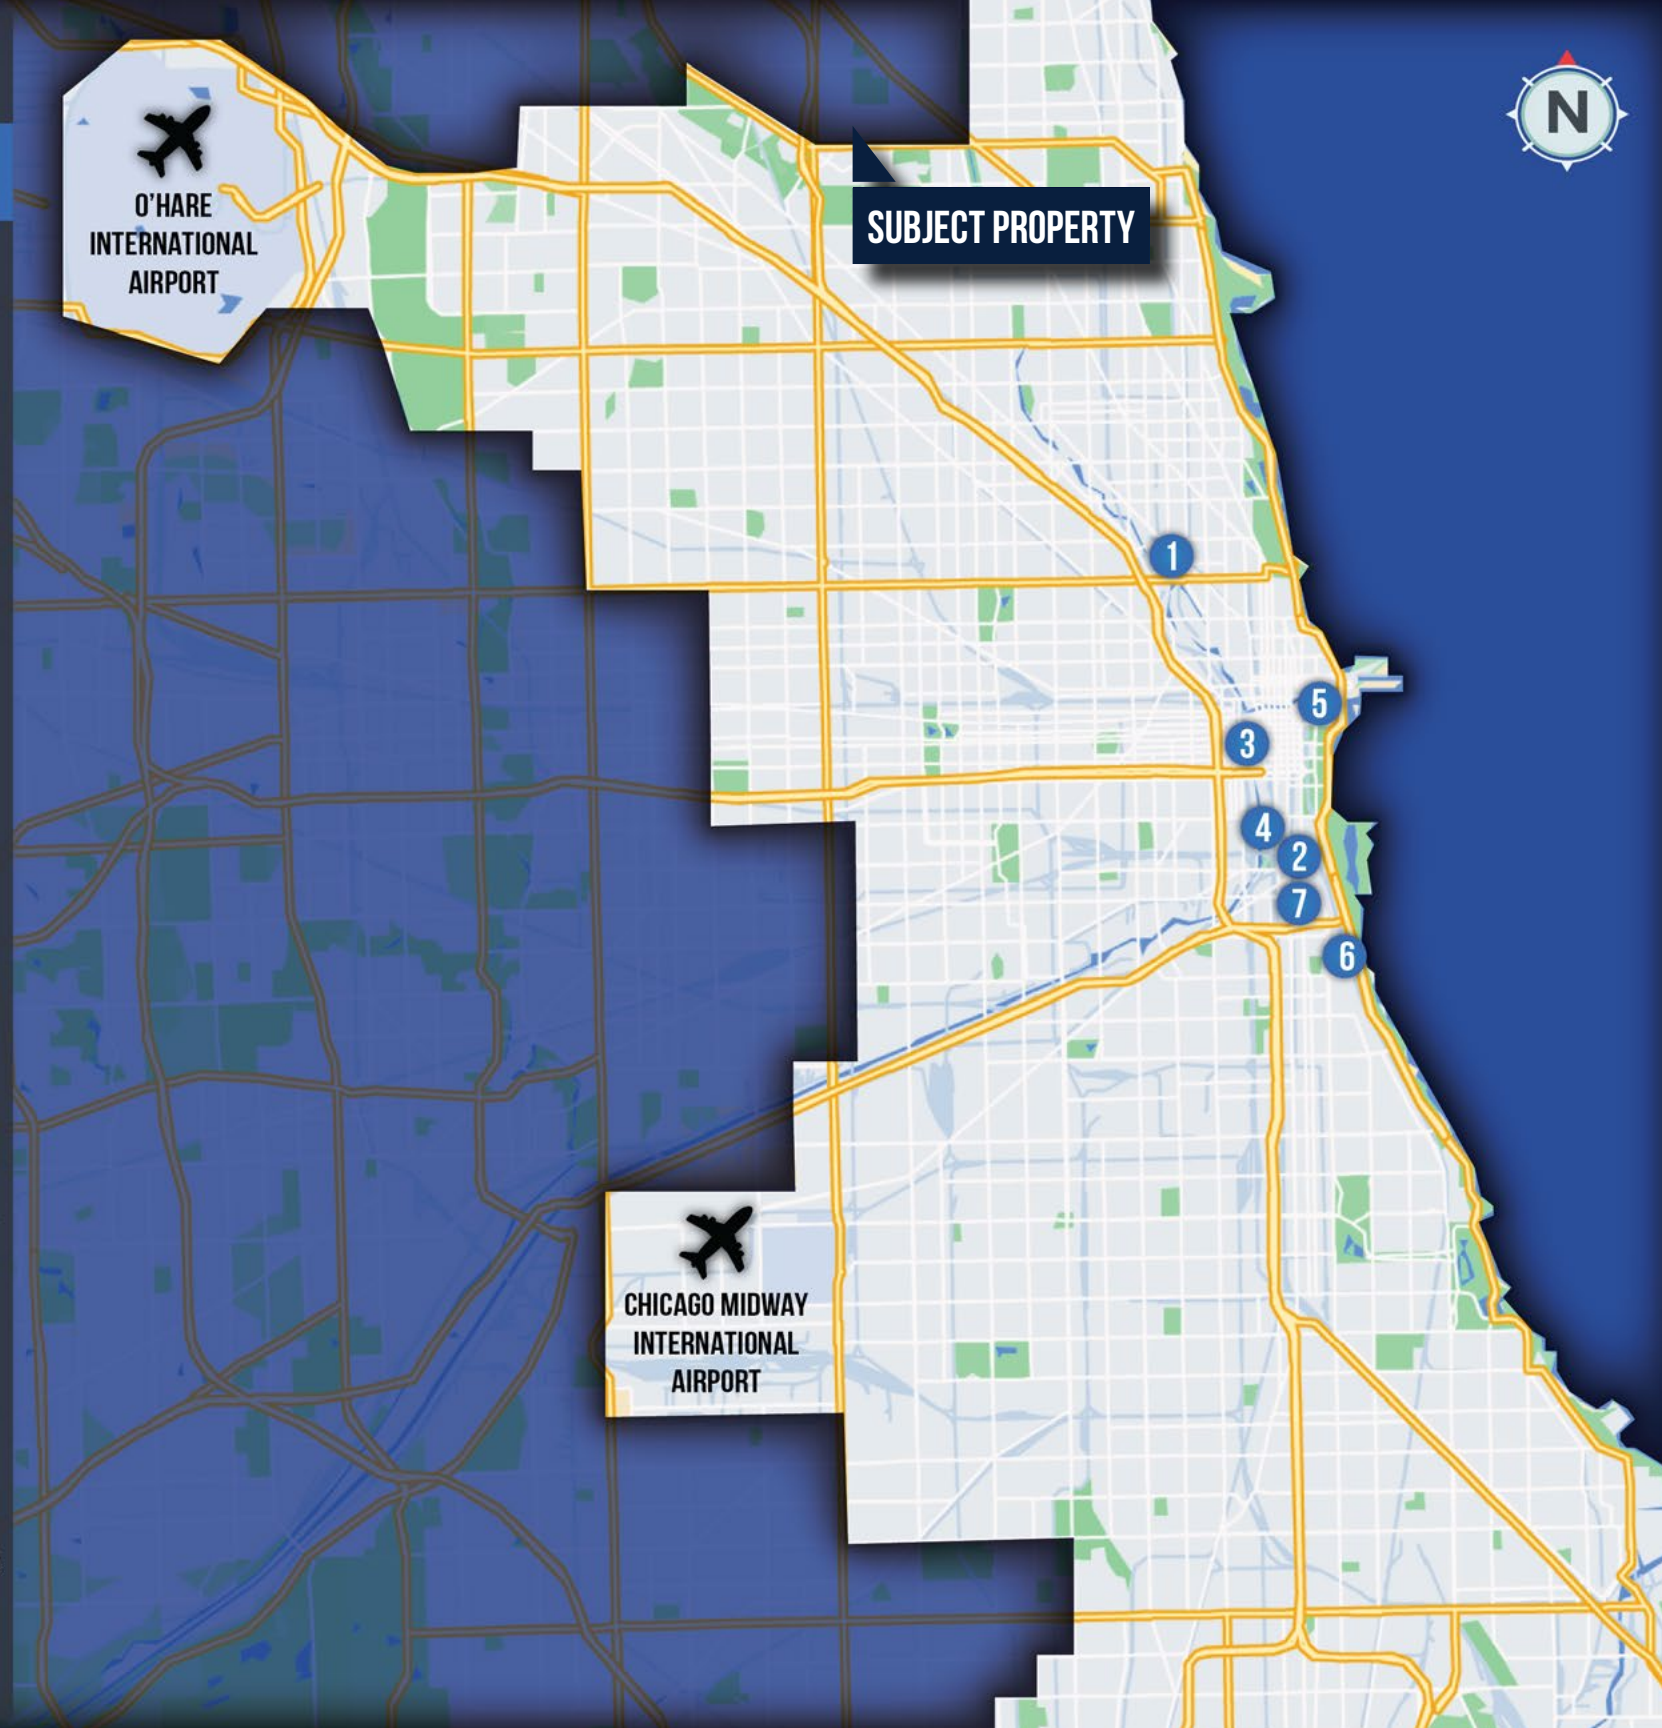 N
O'HARE
INTERNATIONAL
AIRPORT
SUBJECT PROPERTY
1
5
3
4
2
7
6
CHICAGO MIDWAY
INTERNATIONAL
AIRPORT